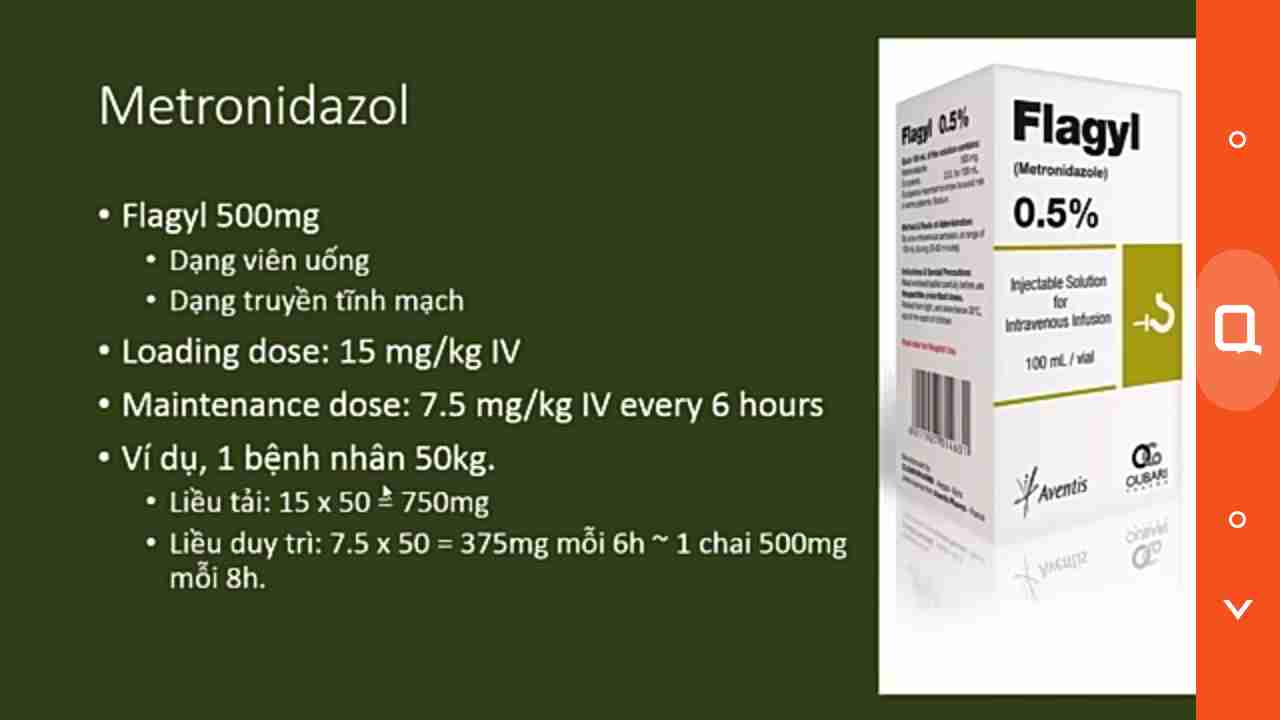 Metronidazol
• Flagyl 500mg
• Dạng viên uống
• Dạng truyền tĩnh mạch
• Loading dose: 15 mg/kg IV
• Maintenance dose: 7.5 mg/kg IV every 6 hours
• Ví dụ, 1 bệnh nhân 50kg.
• Liều tải: 15 x 50 = 750mg
• Liều duy trì: 7.5 x 50 = 375mg mỗi 6h ~ 1 chai 500mg
mỗi 8h.
Flagyl 0.5%
Flagyl
(Metronidazole)
0.5%
Injectable Solution
for
Intravenous Infusion
100 mL / vial
Aventis
OUBARI
PHARMA